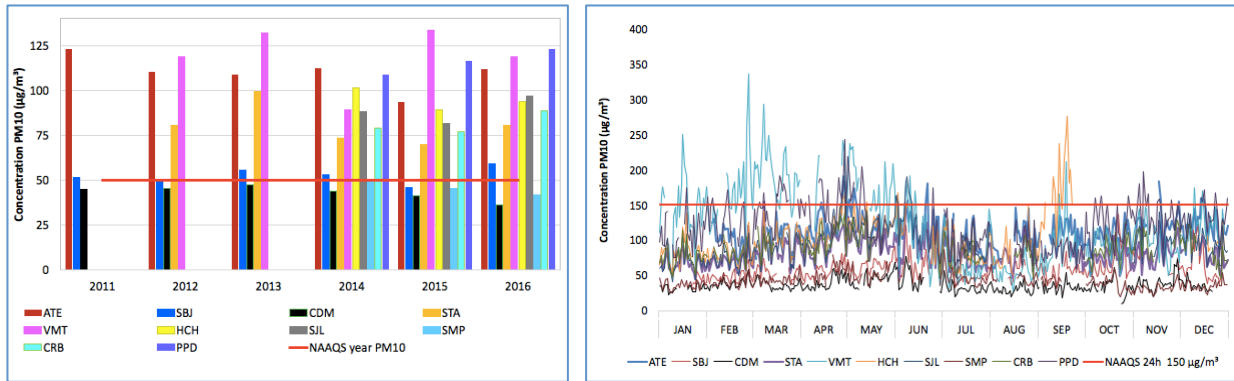 Concentration PM10 (µg/m³)
125
100
75
50
25
0
2011 2012 2013 2014 2015 2016
ATE SBJ CDM STA
VMT HCH SJL SMP
CRB PPD NAAQS year PM10
Concentration PM10 (µg/m³)
400
350
300
250
200
150
100
50
0
JAN FEB MAR APR MAY JUN JUL AUG SEP OCT NOV DEC
ATE SBJ CDM STA VMT HCH SJL SMP CRB PPD NAAQS 24h 150 µg/m³